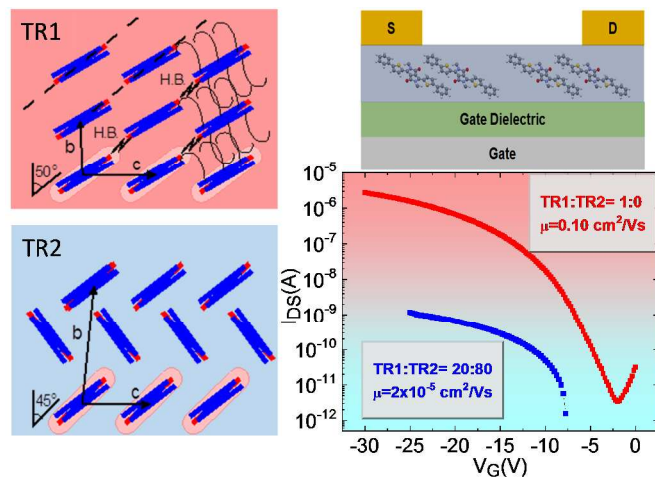 TR1
H.B.
H.B.
b
c
50°
TR2
b
c
45°
S
D
Gate Dielectric
Gate
10⁻⁵
10⁻⁶
10⁻⁷
10⁻⁸
10⁻⁹
10⁻¹⁰
10⁻¹¹
10⁻¹²
I_DS(A)
TR1:TR2= 1:0
μ=0.10 cm²/Vs
TR1:TR2= 20:80
μ=2x10⁻⁵ cm²/Vs
-30 -25 -20 -15 -10 -5 0
V_G(V)